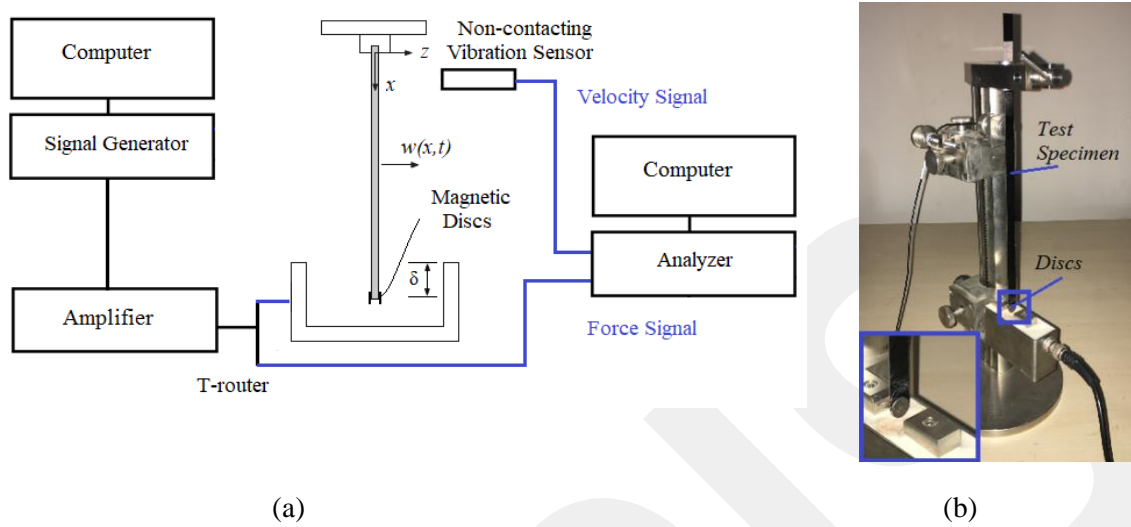 Computer
Signal Generator
Amplifier
T-router
z
x
w(x,t)
Magnetic
Discs
δ
Non-contacting
Vibration Sensor
Velocity Signal
Computer
Analyzer
Force Signal
Test
Specimen
Discs
(a)
(b)